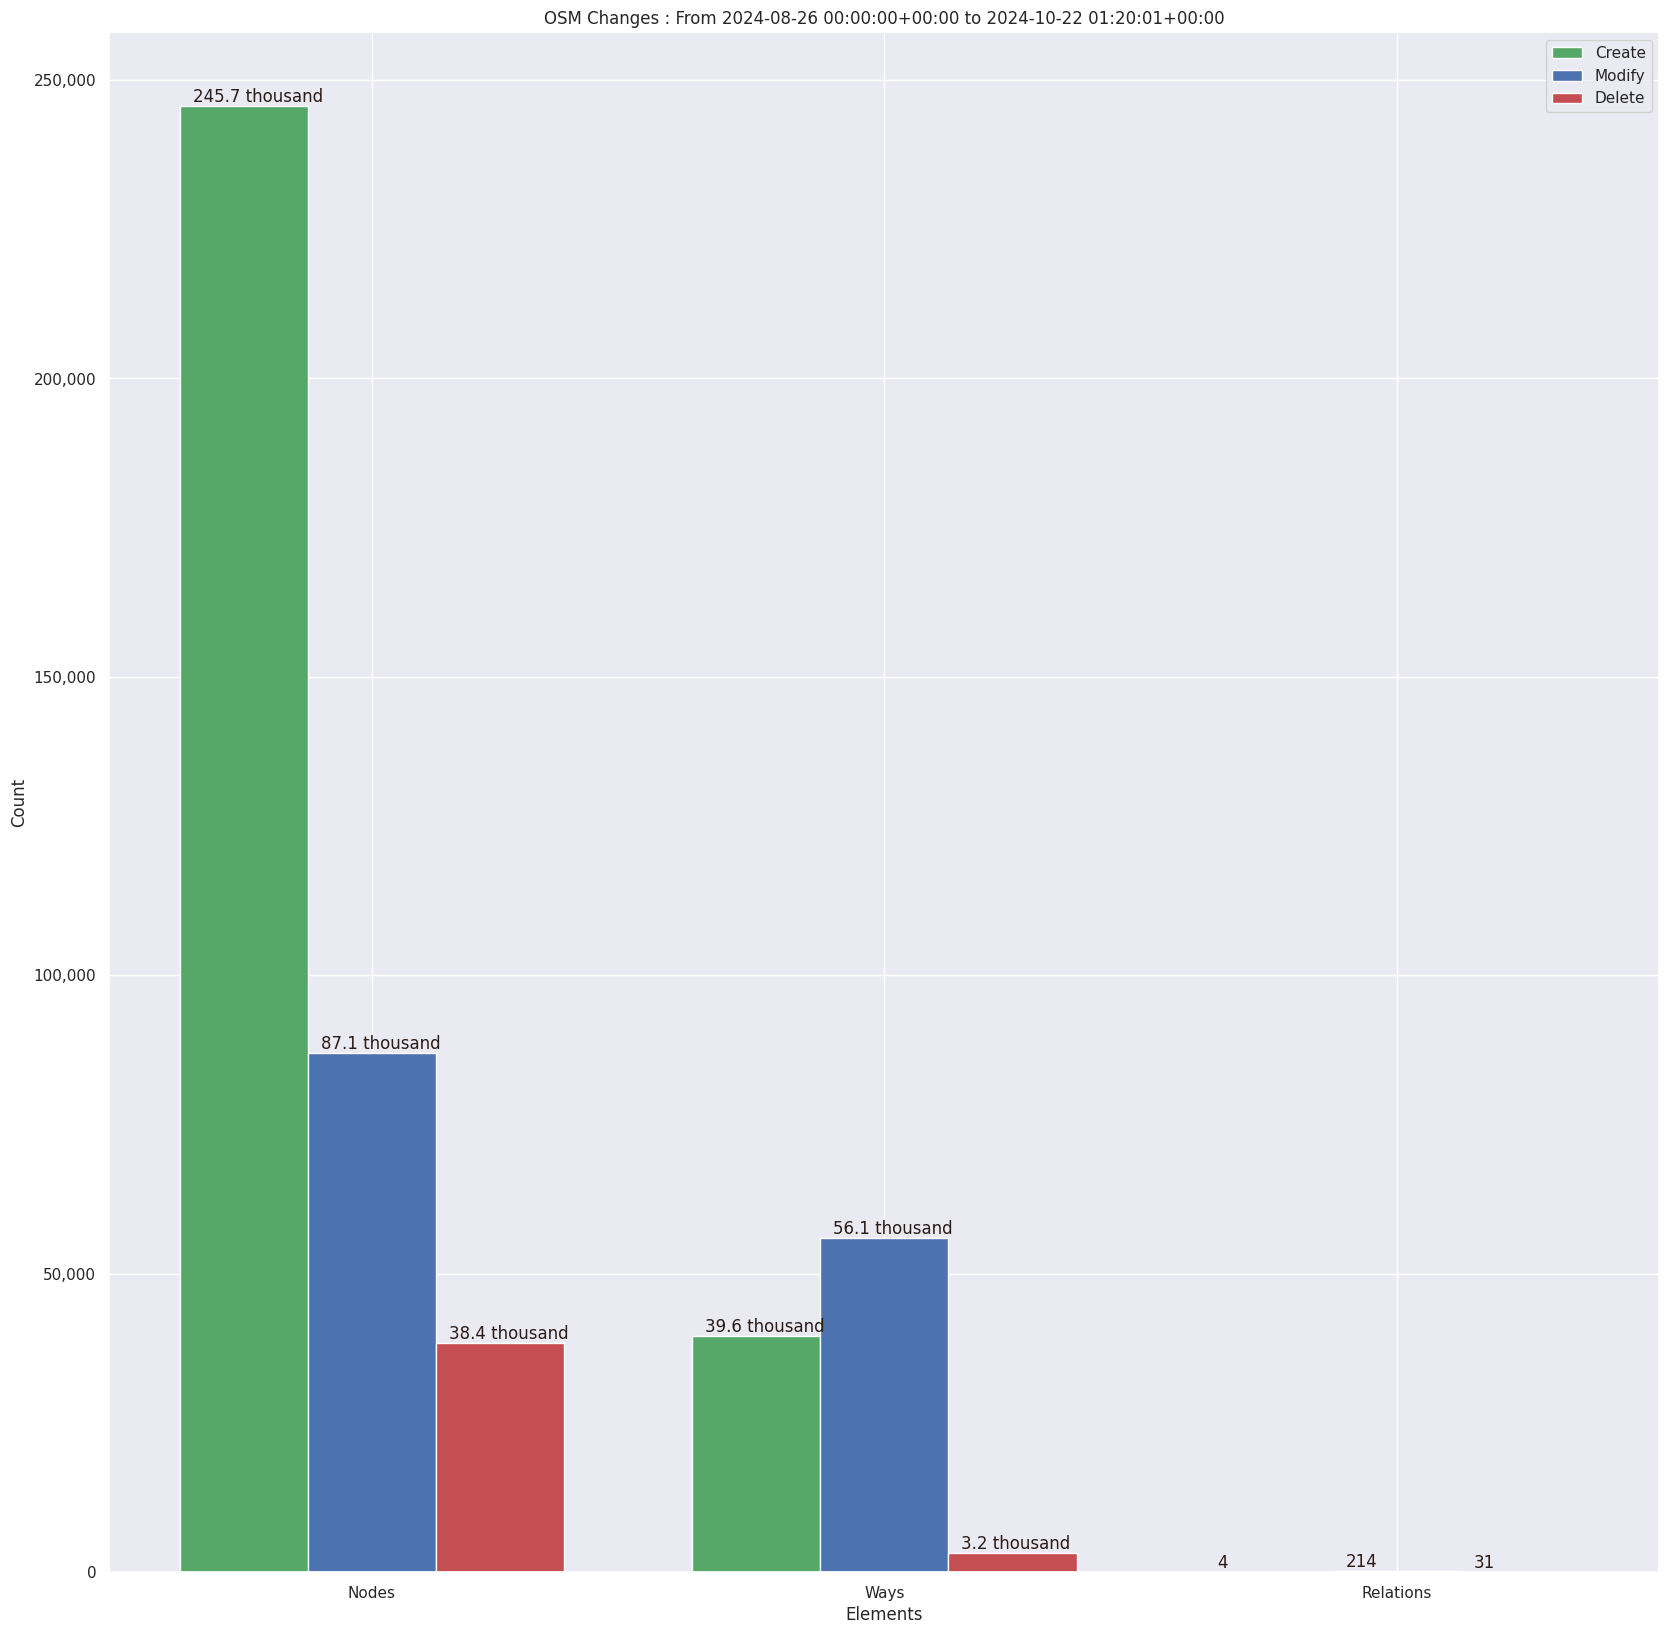 OSM Changes : From 2024-08-26 00:00:00+00:00 to 2024-10-22 01:20:01+00:00
Create
Modify
Delete
250,000
200,000
150,000
100,000
50,000
0
Count
245.7 thousand
87.1 thousand
38.4 thousand
39.6 thousand
56.1 thousand
3.2 thousand
4
214
31
Nodes
Ways
Relations
Elements